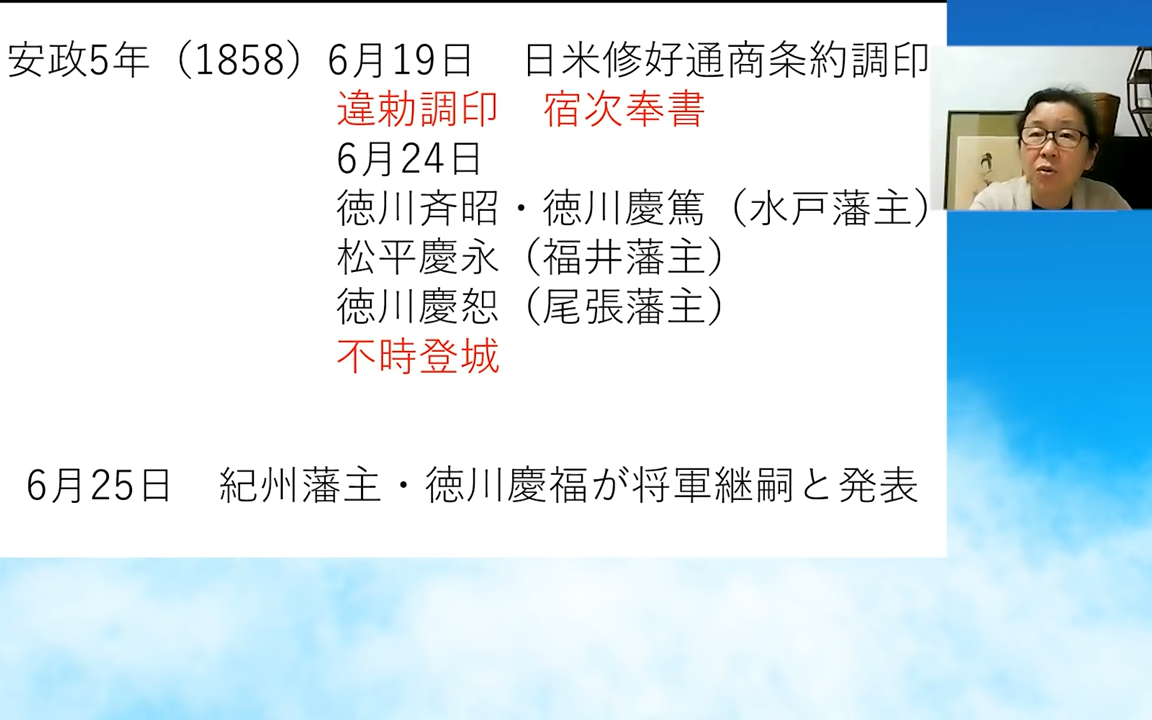 安政5年（1858）6月19日　日米修好通商条約調印
違勅調印　宿次奉書
6月24日
徳川斉昭・徳川慶篤（水戸藩主）
松平慶永（福井藩主）
徳川慶恕（尾張藩主）
不時登城
6月25日　紀州藩主・徳川慶福が将軍継嗣と発表